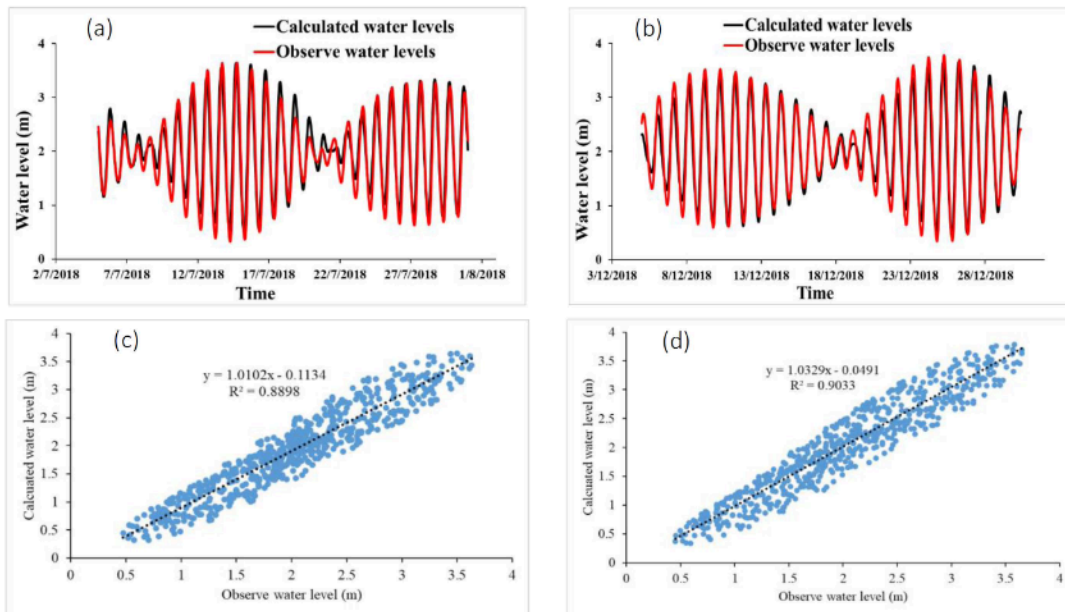 (a)
Calculated water levels
Observe water levels
4
3
2
1
0
Water level (m)
2/7/2018 7/7/2018 12/7/2018 17/7/2018 22/7/2018 27/7/2018 1/8/2018
Time
(b)
Calculated water levels
Observe water levels
4
3
2
1
0
Water level (m)
3/12/2018 8/12/2018 13/12/2018 18/12/2018 23/12/2018 28/12/2018
Time
(c)
4
3.5
3
2.5
2
1.5
1
0.5
0
Calcuated water level (m)
y = 1.0102x - 0.1134
R² = 0.8898
0 0.5 1 1.5 2 2.5 3 3.5 4
Observe water level (m)
(d)
4
3.5
3
2.5
2
1.5
1
0.5
0
Calcuated water level (m)
y = 1.0329x - 0.0491
R² = 0.9033
0 0.5 1 1.5 2 2.5 3 3.5 4
Observe water level (m)